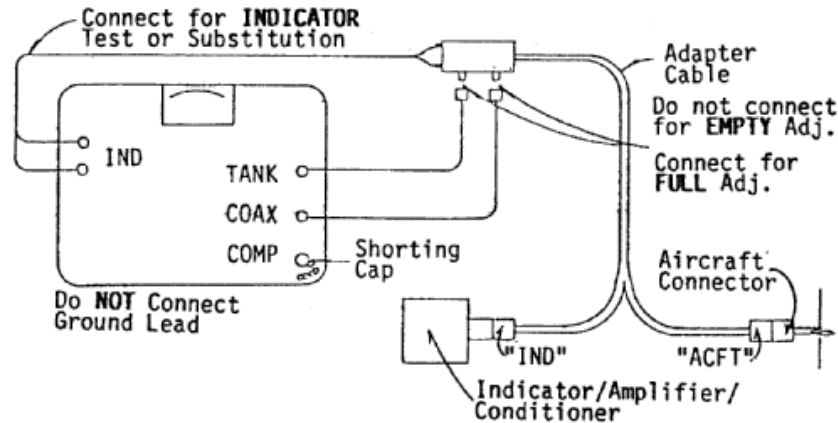 Connect for INDICATOR
Test or Substitution
Adapter
Cable
Do not connect
for EMPTY Adj.
Connect for
FULL Adj.
IND
TANK
COAX
COMP
Shorting
Cap
Do NOT Connect
Ground Lead
Aircraft
Connector
"IND"
"ACFT"
Indicator/Amplifier/
Conditioner